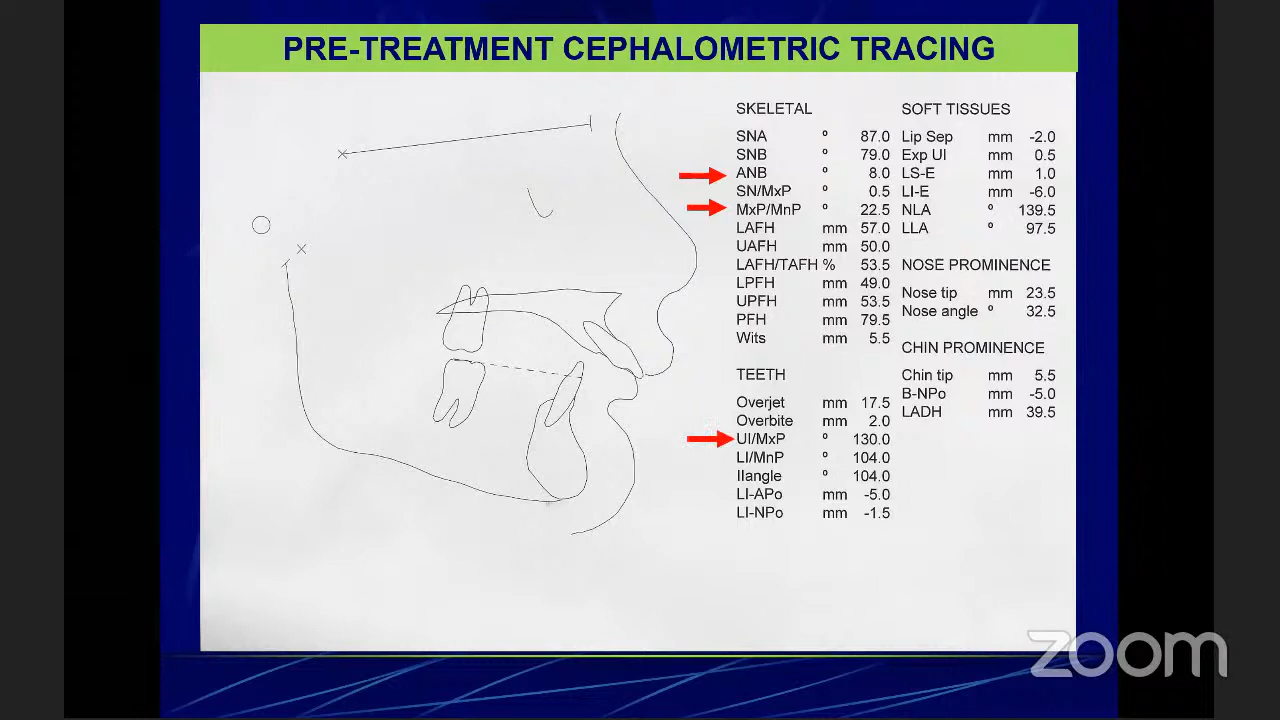 PRE-TREATMENT CEPHALOMETRIC TRACING
SKELETAL
SNA º 87.0
SNB º 79.0
ANB º 8.0
SN/MxP º 0.5
MxP/MnP º 22.5
LAFH mm 57.0
UAFH mm 50.0
LAFH/TAFH % 53.5
LPFH mm 49.0
UPFH mm 53.5
PFH mm 79.5
Wits mm 5.5
TEETH
Overjet mm 17.5
Overbite mm 2.0
UI/MxP º 130.0
LI/MnP º 104.0
IIangle º 104.0
LI-APo mm -5.0
LI-NPo mm -1.5
SOFT TISSUES
Lip Sep mm -2.0
Exp UI mm 0.5
LS-E mm 1.0
LI-E mm -6.0
NLA º 139.5
LLA º 97.5
NOSE PROMINENCE
Nose tip mm 23.5
Nose angle º 32.5
CHIN PROMINENCE
Chin tip mm 5.5
B-NPo mm -5.0
LADH mm 39.5
zoom